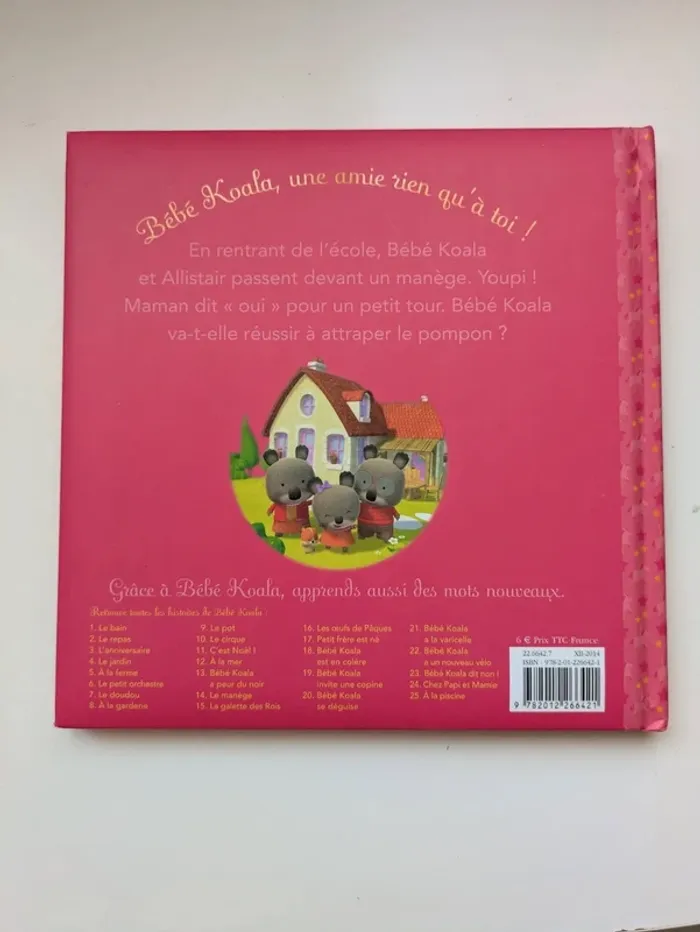 Bébé Koala, une amie rien qu'à toi !
En rentrant de l'école, Bébé Koala
et Allistair passent devant un manège. Youpi !
Maman dit « oui » pour un petit tour. Bébé Koala
va-t-elle réussir à attraper le pompon ?
Grâce à Bébé Koala, apprends aussi des mots nouveaux.
Retrouve toutes les histoires de Bébé Koala :
1. Le bain
2. Le repas
3. L'anniversaire
4. Le jardin
5. À la ferme
6. Le petit orchestre
7. Le doudou
8. À la garderie
9. Le pot
10. Le cirque
11. C'est Noël !
12. À la mer
13. Bébé Koala
a peur du noir
14. Le manège
15. La galette des Rois
16. Les œufs de Pâques
17. Petit frère est né
18. Bébé Koala
est en colère
19. Bébé Koala
invite une copine
20. Bébé Koala
se déguise
21. Bébé Koala
a la varicelle
22. Bébé Koala
a un nouveau vélo
23. Bébé Koala dit non !
24. Chez Papi et Mamie
25. À la piscine
6 € Prix TTC France
22.6642.7 XII-2014
ISBN : 978-2-01-226642-1
9 782012 266421